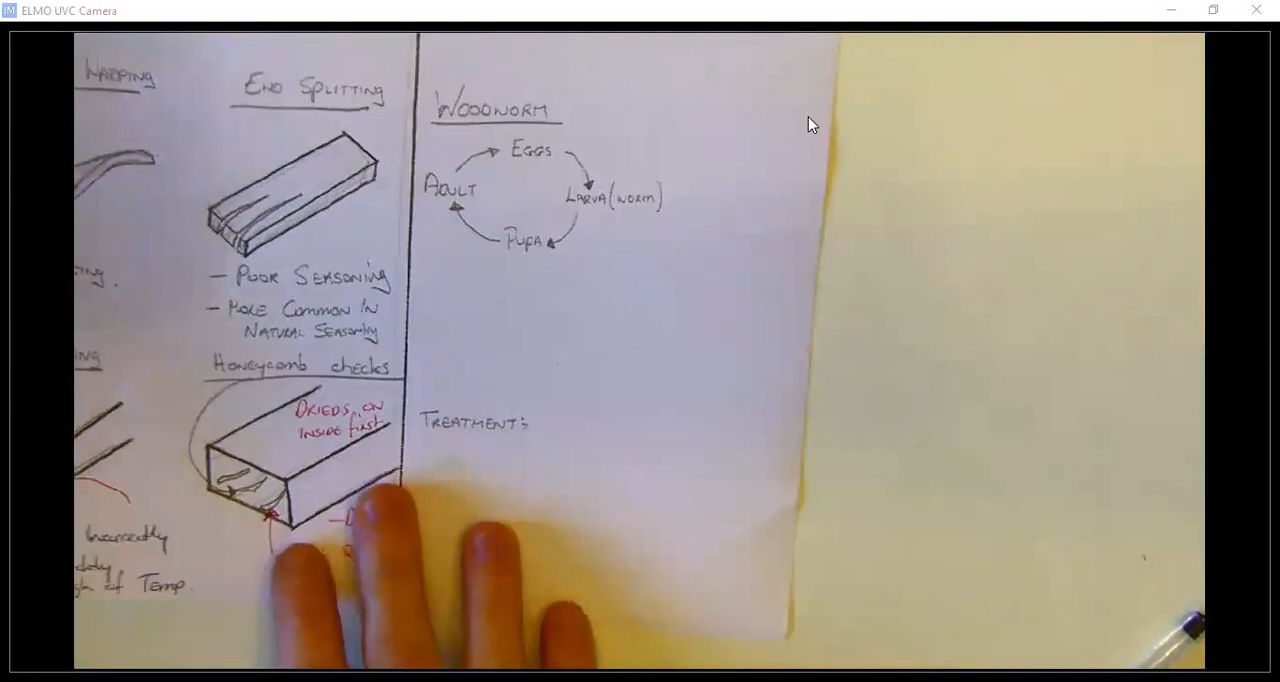 ELMO UVC Camera
WARPING
END SPLITTING
- POOR SEASONING
- MORE COMMON IN
NATURAL SEASONING
HONEYCOMB CHECKS
DRIEDS ON
INSIDE FIRST
of TEMP.
WOODWORM
EGGS
LARVA (WORM)
PUPA
ADULT
TREATMENT: